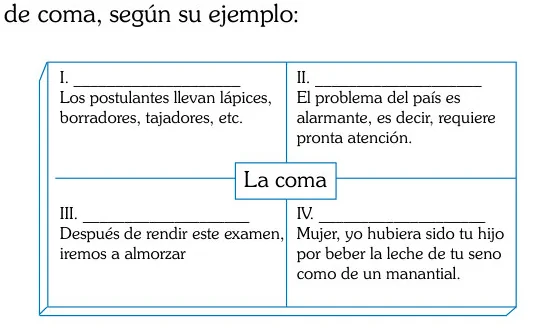 de coma, según su ejemplo:
I. ____________________
Los postulantes llevan lápices,
borradores, tajadores, etc.
II. ____________________
El problema del país es
alarmante, es decir, requiere
pronta atención.
La coma
III. ____________________
Después de rendir este examen,
iremos a almorzar
IV. ____________________
Mujer, yo hubiera sido tu hijo
por beber la leche de tu seno
como de un manantial.